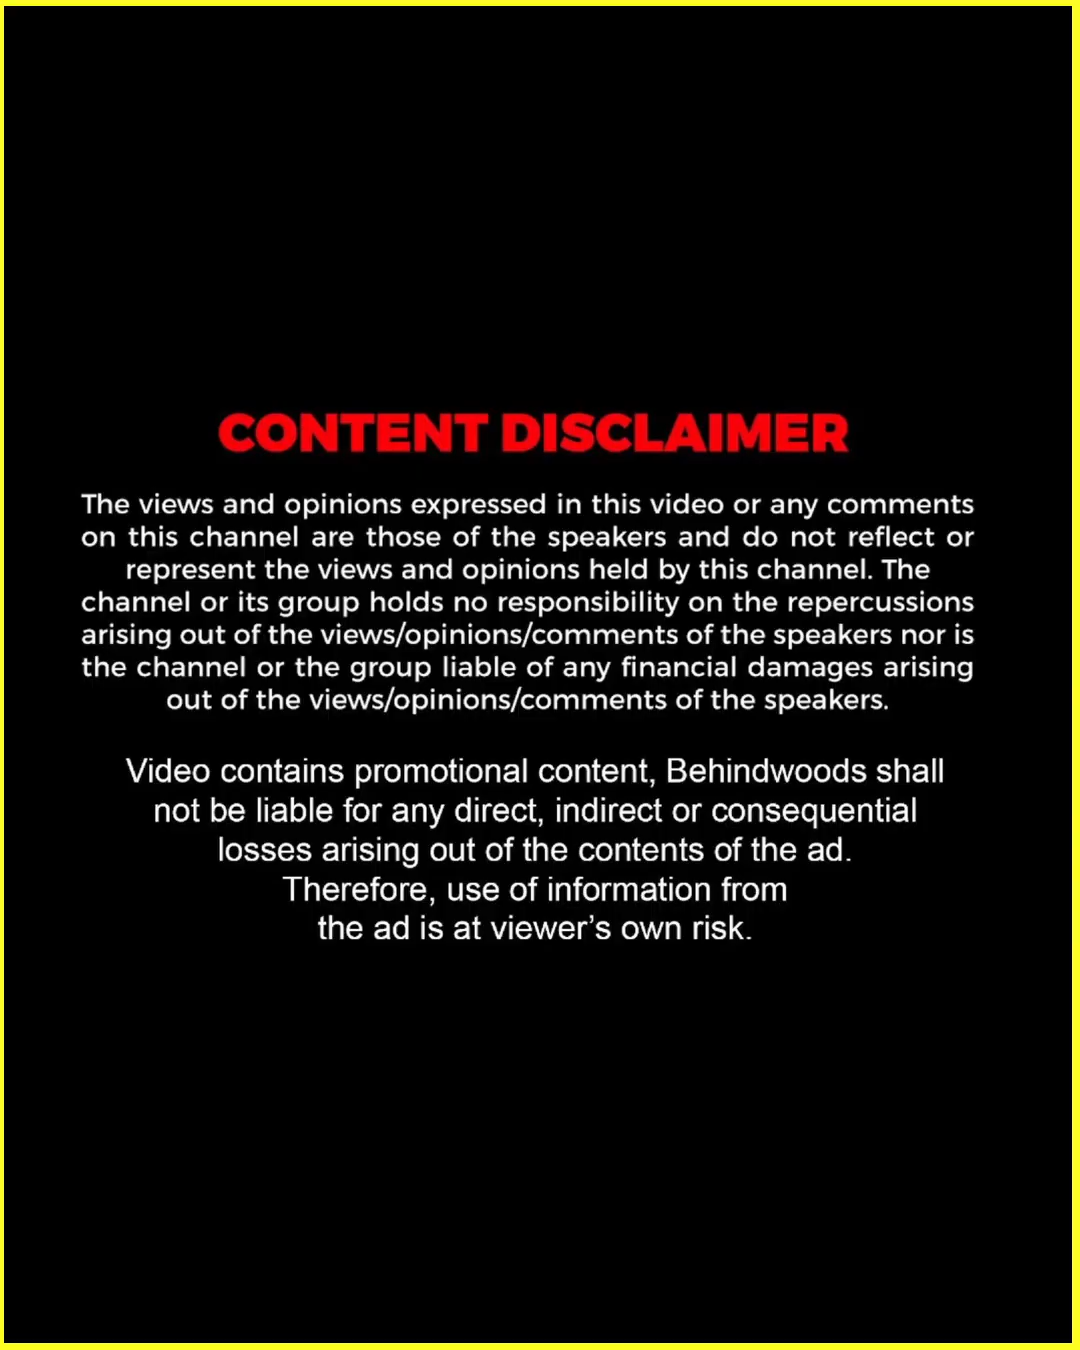 CONTENT DISCLAIMER
The views and opinions expressed in this video or any comments
on this channel are those of the speakers and do not reflect or
represent the views and opinions held by this channel. The
channel or its group holds no responsibility on the repercussions
arising out of the views/opinions/comments of the speakers nor is
the channel or the group liable of any financial damages arising
out of the views/opinions/comments of the speakers.
Video contains promotional content, Behindwoods shall
not be liable for any direct, indirect or consequential
losses arising out of the contents of the ad.
Therefore, use of information from
the ad is at viewer’s own risk.